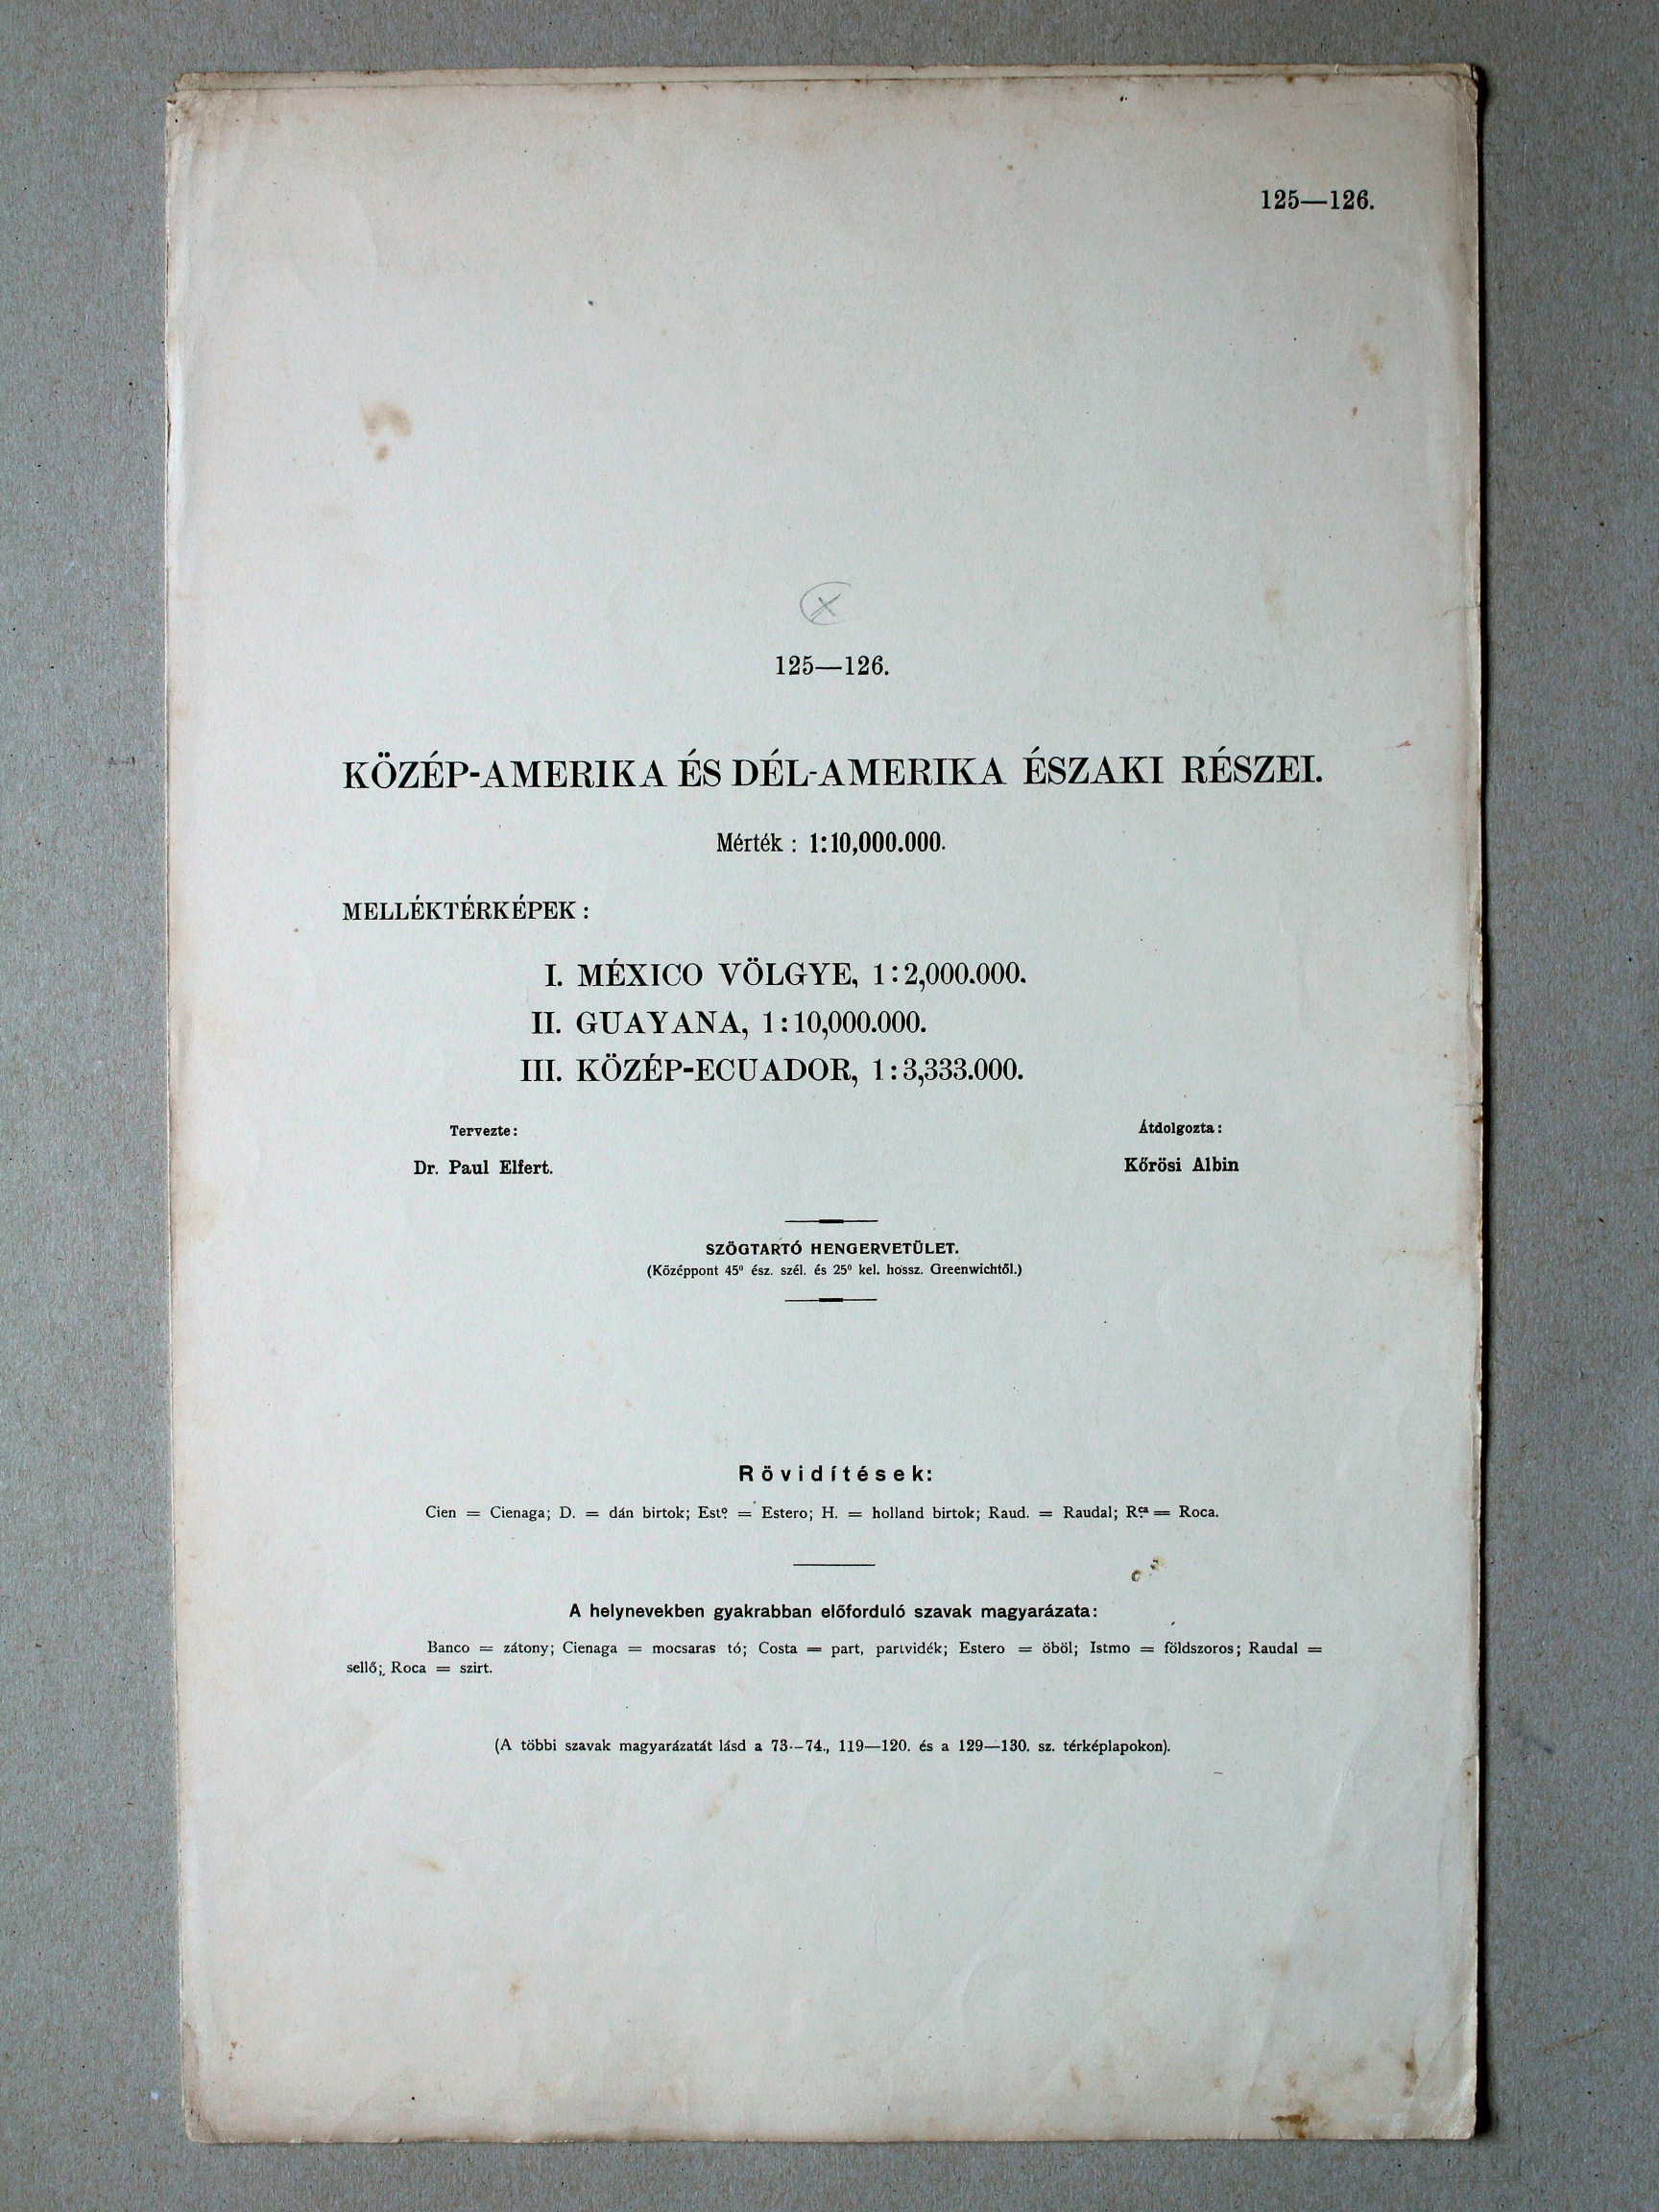 125—126.
125—126.
KÖZÉP-AMERIKA ÉS DÉL-AMERIKA ÉSZAKI RÉSZEI.
Mérték : 1:10,000.000.
MELLÉKTÉRKÉPEK :
I. MÉXICO VÖLGYE, 1 : 2,000.000.
II. GUAYANA, 1 : 10,000.000.
III. KÖZÉP-ECUADOR, 1 : 3,333.000.
Tervezte: Átdolgozta:
Dr. Paul Elfert. Kőrösi Albin
SZÖGTARTÓ HENGERVETÜLET.
(Középpont 45º ész. szél. és 25º kel. hossz. Greenwichtől.)
Rövidítések:
Cien = Cienaga; D. = dán birtok; Estº = Estero; H. = holland birtok; Raud. = Raudal; Rca = Roca.
A helynevekben gyakrabban előforduló szavak magyarázata:
Banco = zátony; Cienaga = mocsaras tó; Costa = part, partvidék; Estero = öböl; Istmo = földszoros; Raudal =
sellő; Roca = szirt.
(A többi szavak magyarázatát lásd a 73—74., 119—120. és a 129—130. sz. térképlapokon).